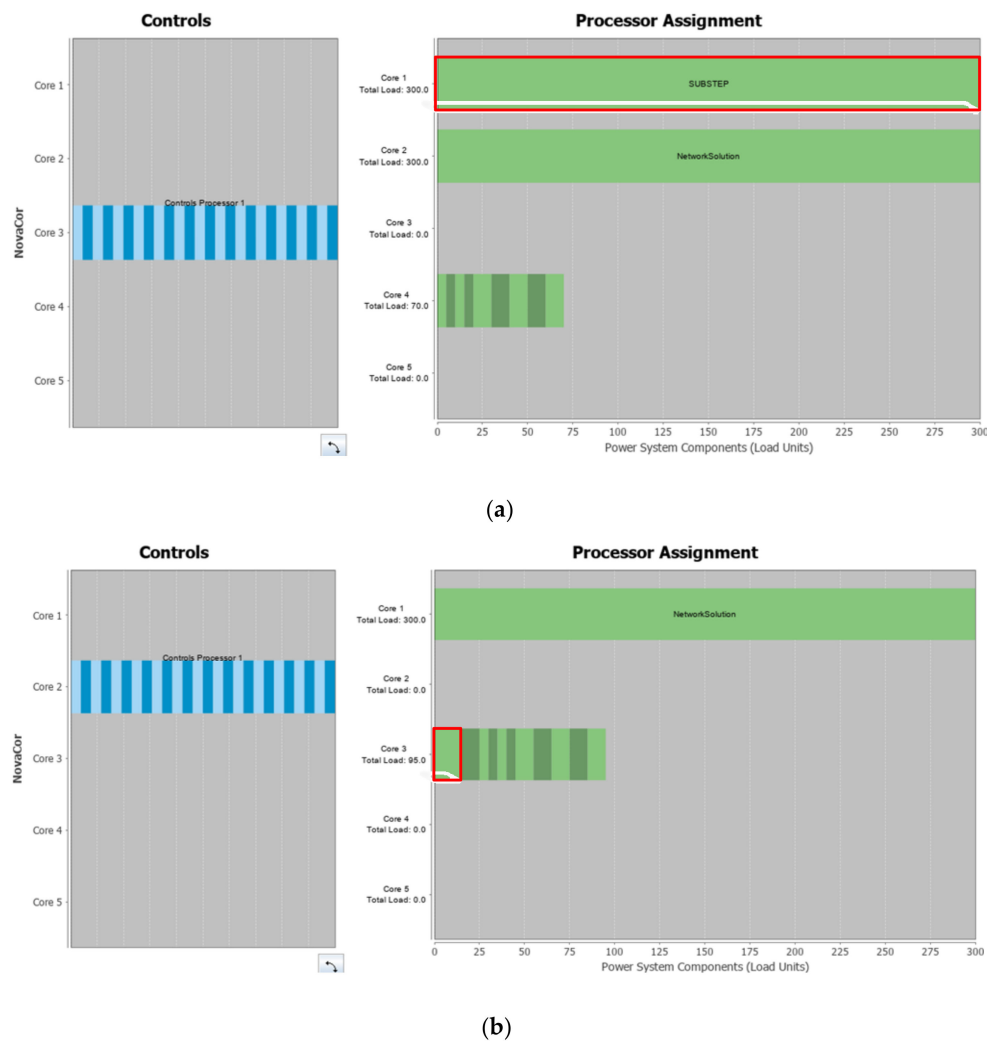 Controls
Processor Assignment
NovaCor
Core 1
Core 2
Core 3
Core 4
Core 5
Controls Processor 1
Core 1
Total Load: 300.0
SUBSTEP
Core 2
Total Load: 300.0
NetworkSolution
Core 3
Total Load: 0.0
Core 4
Total Load: 70.0
Core 5
Total Load: 0.0
0 25 50 75 100 125 150 175 200 225 250 275 300
Power System Components (Load Units)
(a)
Controls
Processor Assignment
NovaCor
Core 1
Core 2
Core 3
Core 4
Core 5
Controls Processor 1
Core 1
Total Load: 300.0
NetworkSolution
Core 2
Total Load: 0.0
Core 3
Total Load: 95.0
Core 4
Total Load: 0.0
Core 5
Total Load: 0.0
0 25 50 75 100 125 150 175 200 225 250 275 300
Power System Components (Load Units)
(b)